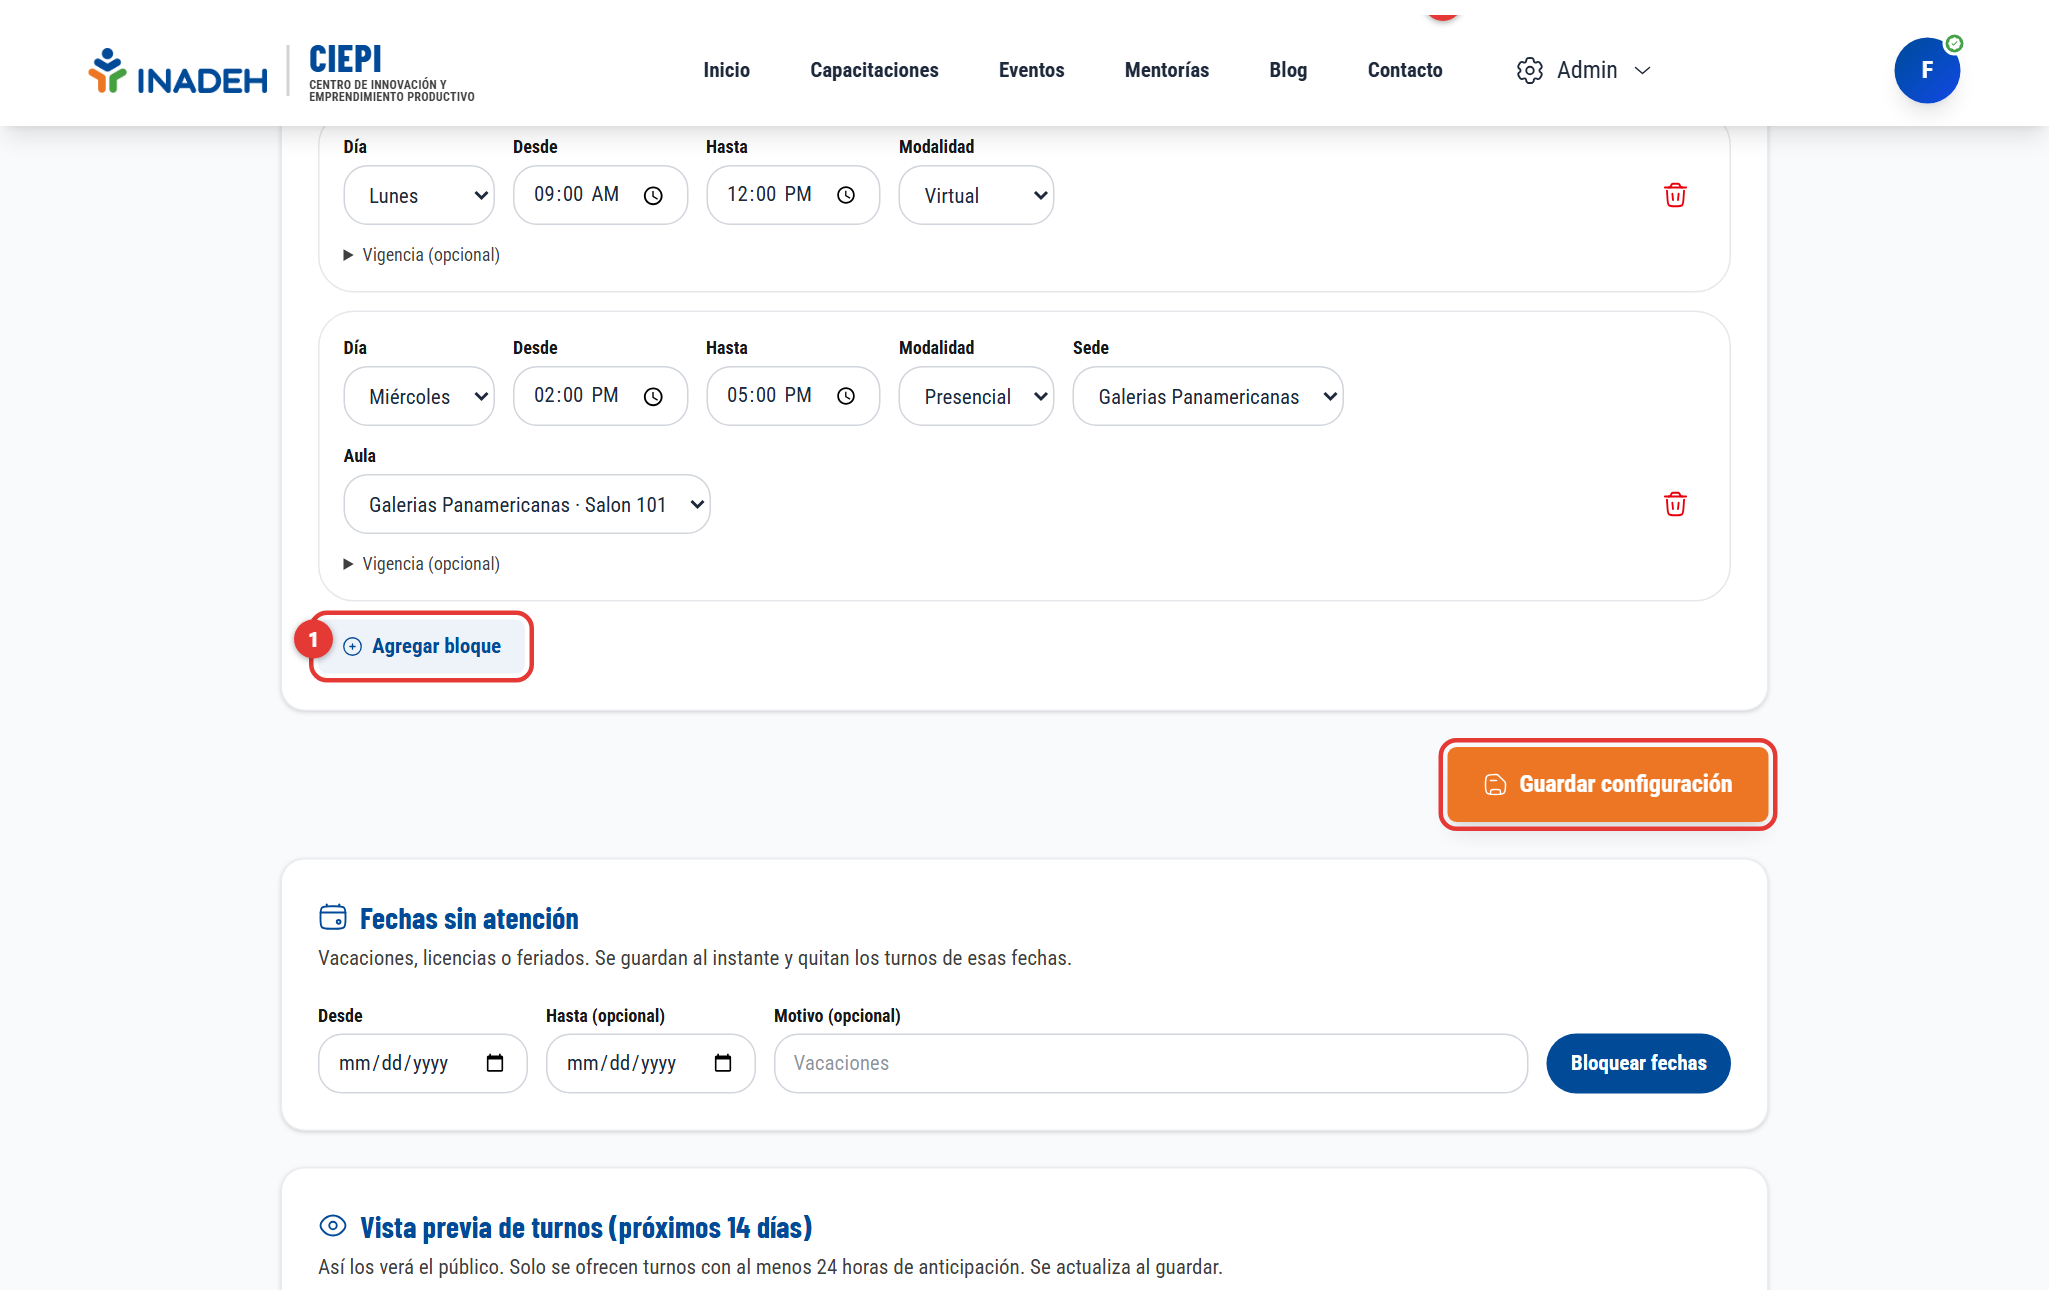 INADEH
CIEPI
CENTRO DE INNOVACIÓN Y
EMPRENDIMIENTO PRODUCTIVO
Inicio
Capacitaciones
Eventos
Mentorías
Blog
Contacto
Admin
F
Día
Desde
Hasta
Modalidad
Lunes
09:00 AM
12:00 PM
Virtual
Vigencia (opcional)
Día
Desde
Hasta
Modalidad
Sede
Miércoles
02:00 PM
05:00 PM
Presencial
Galerias Panamericanas
Aula
Galerias Panamericanas · Salon 101
Vigencia (opcional)
1
Agregar bloque
Guardar configuración
Fechas sin atención
Vacaciones, licencias o feriados. Se guardan al instante y quitan los turnos de esas fechas.
Desde
Hasta (opcional)
Motivo (opcional)
mm/dd/yyyy
mm/dd/yyyy
Vacaciones
Bloquear fechas
Vista previa de turnos (próximos 14 días)
Así los verá el público. Solo se ofrecen turnos con al menos 24 horas de anticipación. Se actualiza al guardar.